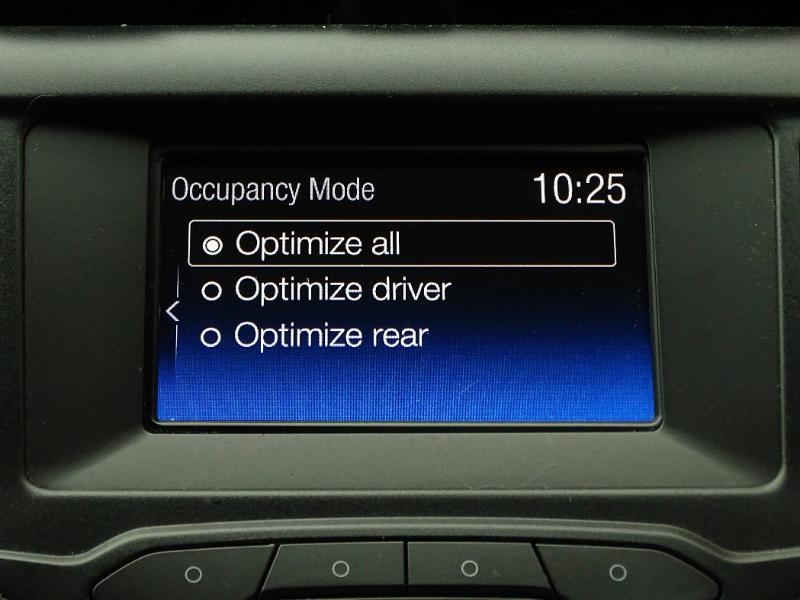 Occupancy Mode 10:25
Optimize all
Optimize driver
Optimize rear